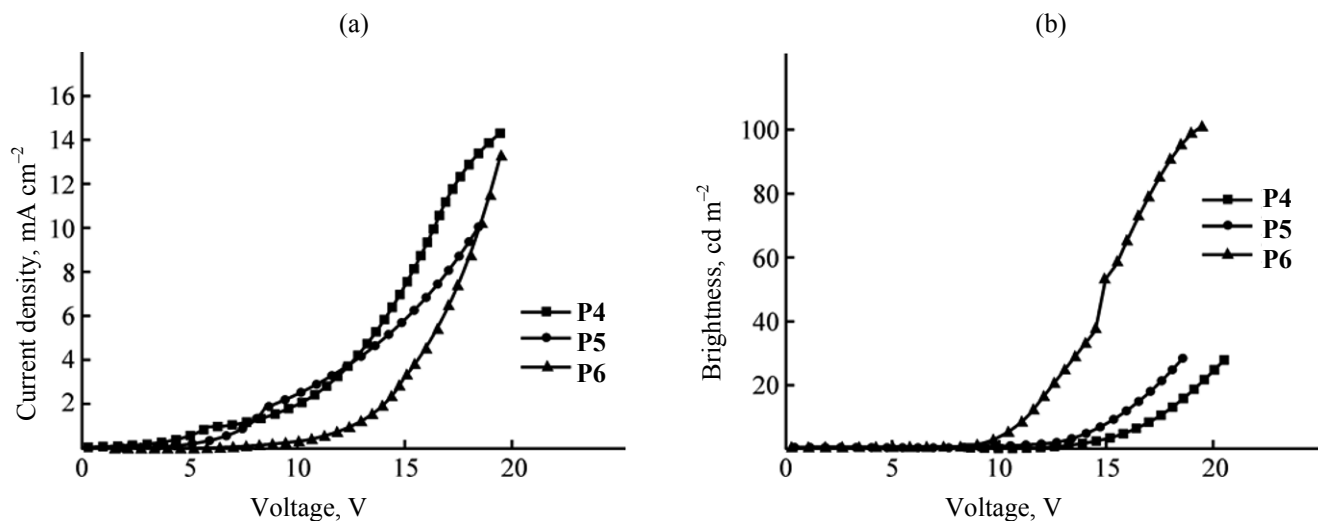 (a)
Current density, mA cm⁻²
16
14
12
10
8
6
4
2
0
5
10
15
20
Voltage, V
P4
P5
P6
(b)
Brightness, cd m⁻²
100
80
60
40
20
0
5
10
15
20
Voltage, V
P4
P5
P6